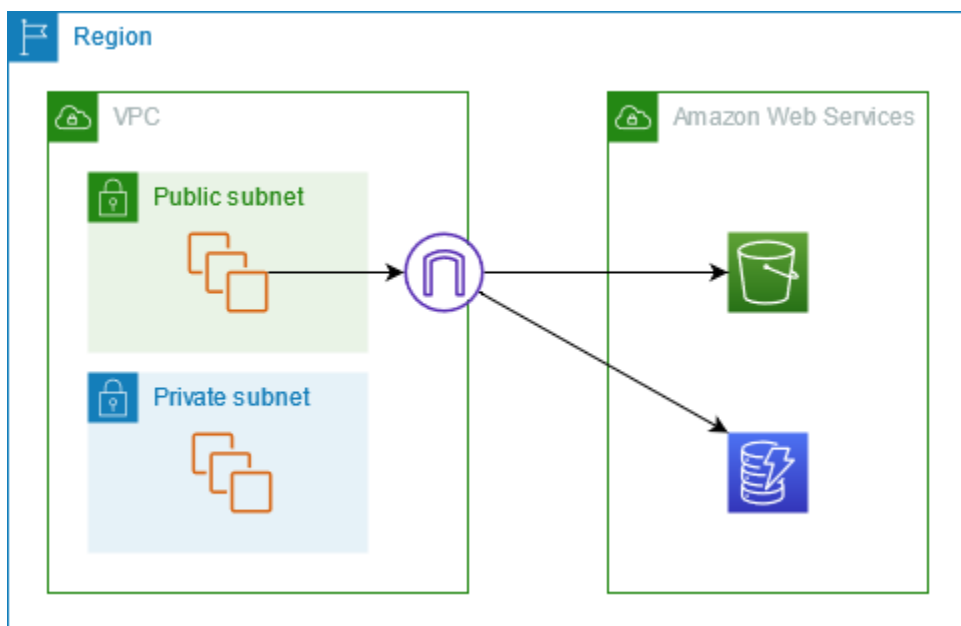 Region
VPC
Amazon Web Services
Public subnet
Private subnet